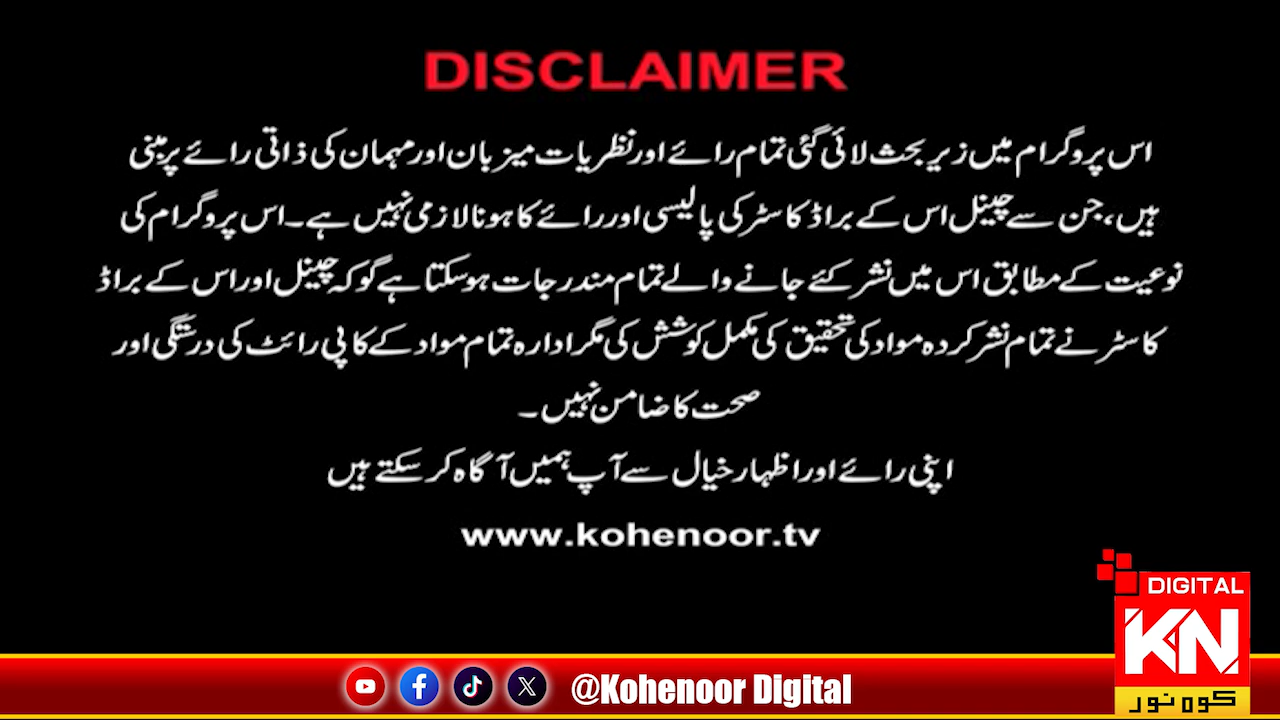 DISCLAIMER
اس پروگرام میں زیر بحث لائی گئی تمام رائے اور نظریات میزبان اور مہمان کی ذاتی رائے پر مبنی
ہیں، جن سے چینل اس کے براڈ کاسٹر کی پالیسی اور رائے کا ہونا لازمی نہیں ہے۔ اس پروگرام کی
نوعیت کے مطابق اس میں نشر کئے جانے والے تمام مندرجات ہوسکتا ہے گو کہ چینل اور اس کے براڈ
کاسٹر نے تمام نشر کردہ مواد کی تحقیق کی مکمل کوشش کی مگر ادارہ تمام مواد کے کاپی رائٹ کی درستگی اور
صحت کا ضامن نہیں۔
اپنی رائے اور اظہار خیال سے آپ ہمیں آگاہ کر سکتے ہیں
www.kohenoor.tv
DIGITAL
KN
کوہ نور
@Kohenoor Digital